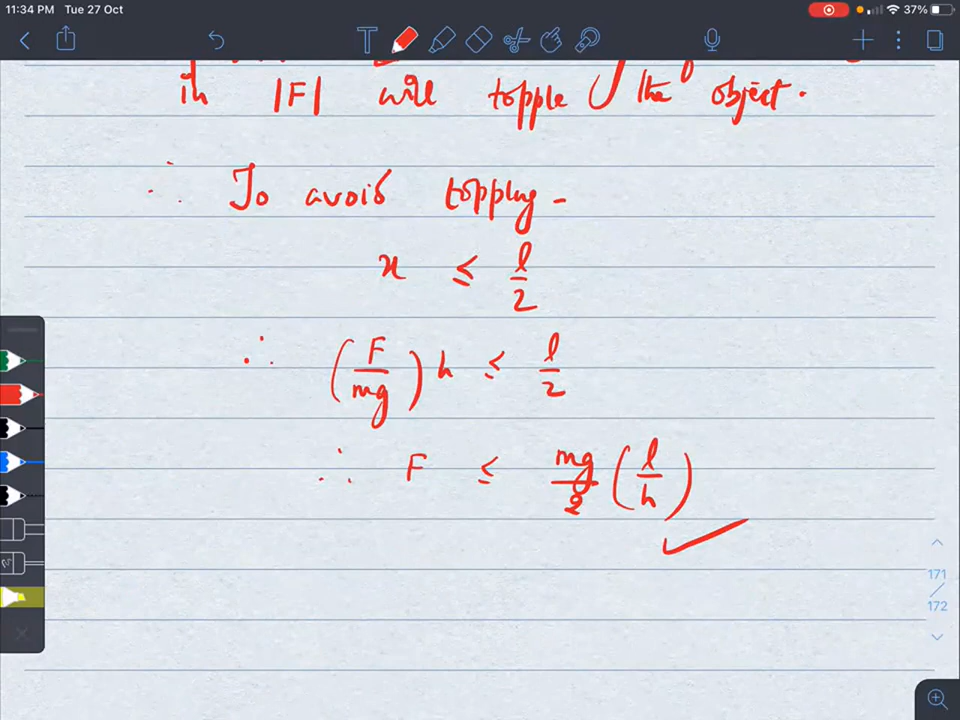 11:34 PM Tue 27 Oct 37%
in |F| will topple the object.
∴ To avoid toppling -
x ≤ l/2
∴ (F/mg) h ≤ l/2
∴ F ≤ mg/2 (l/h)
171
/
172